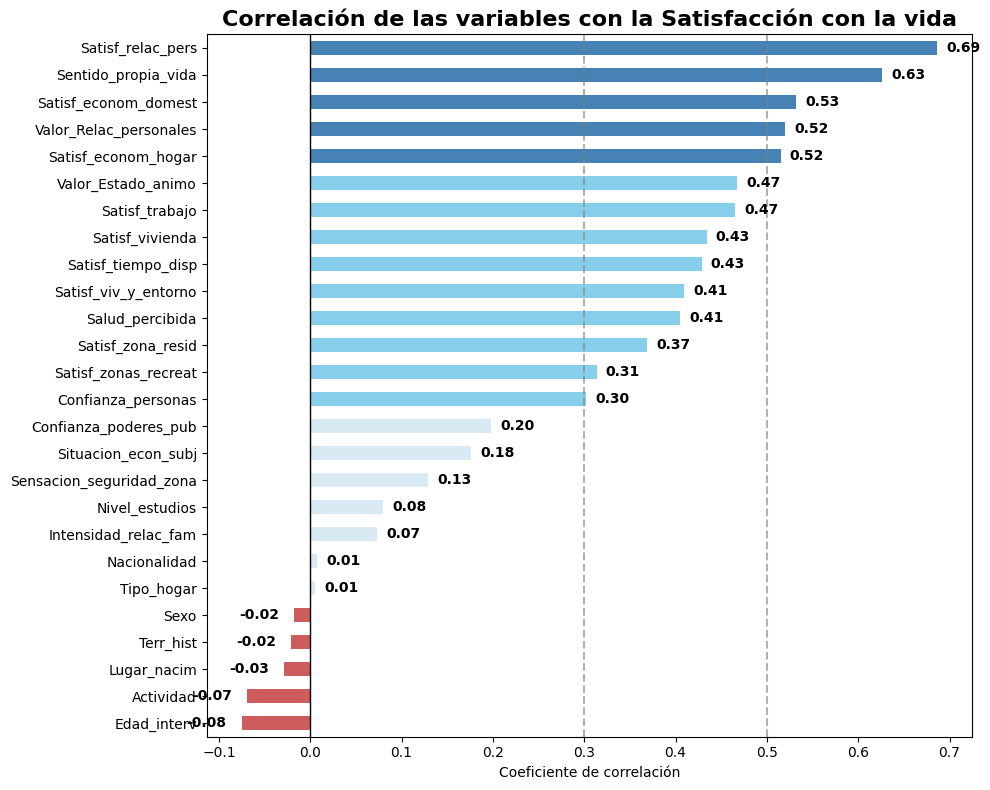 Correlación de las variables con la Satisfacción con la vida
Satisf_relac_pers 0.69
Sentido_propia_vida 0.63
Satisf_econom_domest 0.53
Valor_Relac_personales 0.52
Satisf_econom_hogar 0.52
Valor_Estado_animo 0.47
Satisf_trabajo 0.47
Satisf_vivienda 0.43
Satisf_tiempo_disp 0.43
Satisf_viv_y_entorno 0.41
Salud_percibida 0.41
Satisf_zona_resid 0.37
Satisf_zonas_recreat 0.31
Confianza_personas 0.30
Confianza_poderes_pub 0.20
Situacion_econ_subj 0.18
Sensacion_seguridad_zona 0.13
Nivel_estudios 0.08
Intensidad_relac_fam 0.07
Nacionalidad 0.01
Tipo_hogar 0.01
Sexo -0.02
Terr_hist -0.02
Lugar_nacim -0.03
Actividad -0.07
Edad_interv -0.08
−0.1 0.0 0.1 0.2 0.3 0.4 0.5 0.6 0.7
Coeficiente de correlación